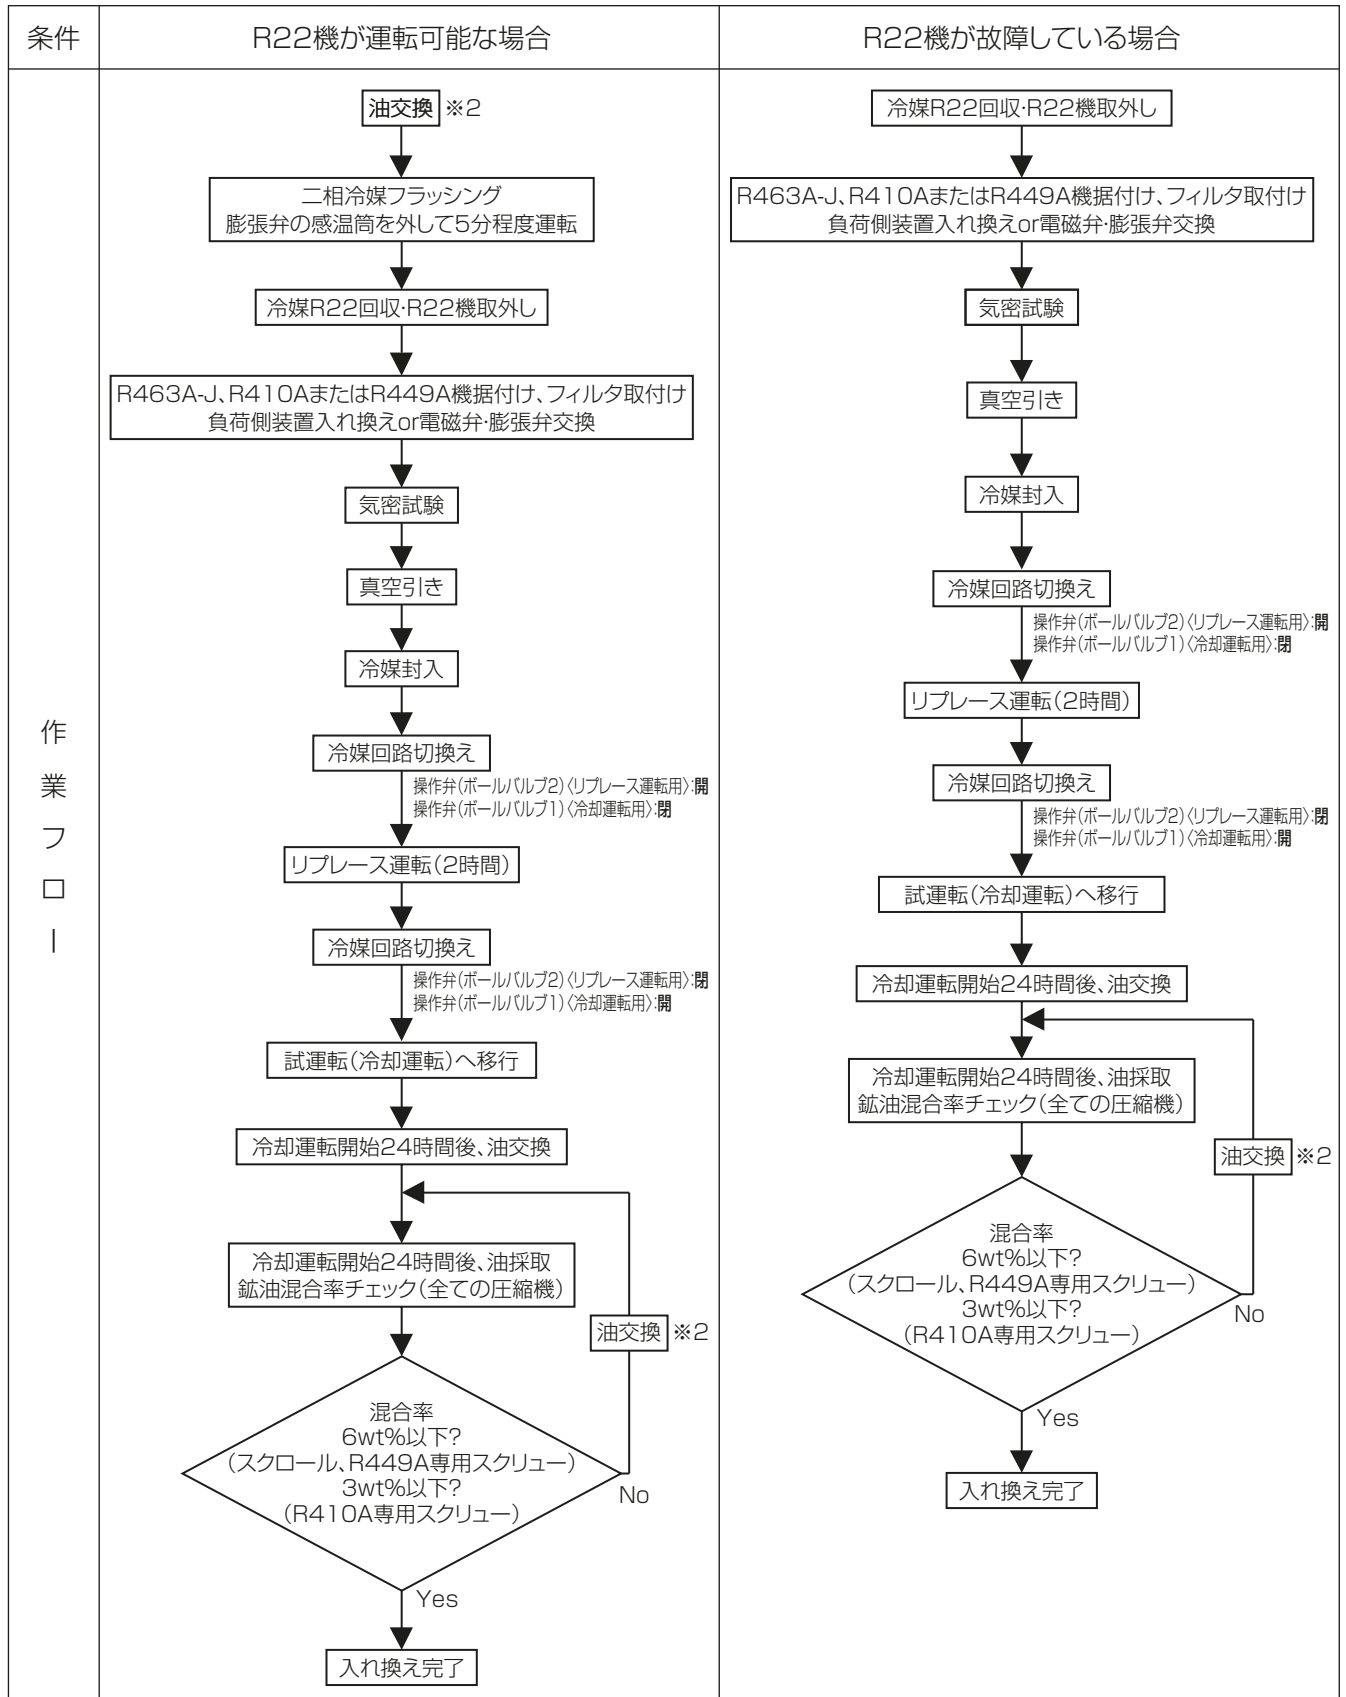 条件
R22機が運転可能な場合
R22機が故障している場合
作業フロー
油交換 ※2
二相冷媒フラッシング
膨張弁の感温筒を外して5分程度運転
冷媒R22回収・R22機取外し
R463A-J、R410AまたはR449A機据付け、フィルタ取付け
負荷側装置入れ換えor電磁弁・膨張弁交換
気密試験
真空引き
冷媒封入
冷媒回路切換え
操作弁(ボールバルブ2)〈リプレース運転用〉:開
操作弁(ボールバルブ1)〈冷却運転用〉:閉
リプレース運転(2時間)
冷媒回路切換え
操作弁(ボールバルブ2)〈リプレース運転用〉:閉
操作弁(ボールバルブ1)〈冷却運転用〉:開
試運転(冷却運転)へ移行
冷却運転開始24時間後、油交換
冷却運転開始24時間後、油採取
鉱油混合率チェック(全ての圧縮機)
油交換 ※2
混合率
6wt%以下?
(スクロール、R449A専用スクリュー)
3wt%以下?
(R410A専用スクリュー)
No
Yes
入れ換え完了
冷媒R22回収・R22機取外し
R463A-J、R410AまたはR449A機据付け、フィルタ取付け
負荷側装置入れ換えor電磁弁・膨張弁交換
気密試験
真空引き
冷媒封入
冷媒回路切換え
操作弁(ボールバルブ2)〈リプレース運転用〉:開
操作弁(ボールバルブ1)〈冷却運転用〉:閉
リプレース運転(2時間)
冷媒回路切換え
操作弁(ボールバルブ2)〈リプレース運転用〉:閉
操作弁(ボールバルブ1)〈冷却運転用〉:開
試運転(冷却運転)へ移行
冷却運転開始24時間後、油交換
冷却運転開始24時間後、油採取
鉱油混合率チェック(全ての圧縮機)
油交換 ※2
混合率
6wt%以下?
(スクロール、R449A専用スクリュー)
3wt%以下?
(R410A専用スクリュー)
No
Yes
入れ換え完了